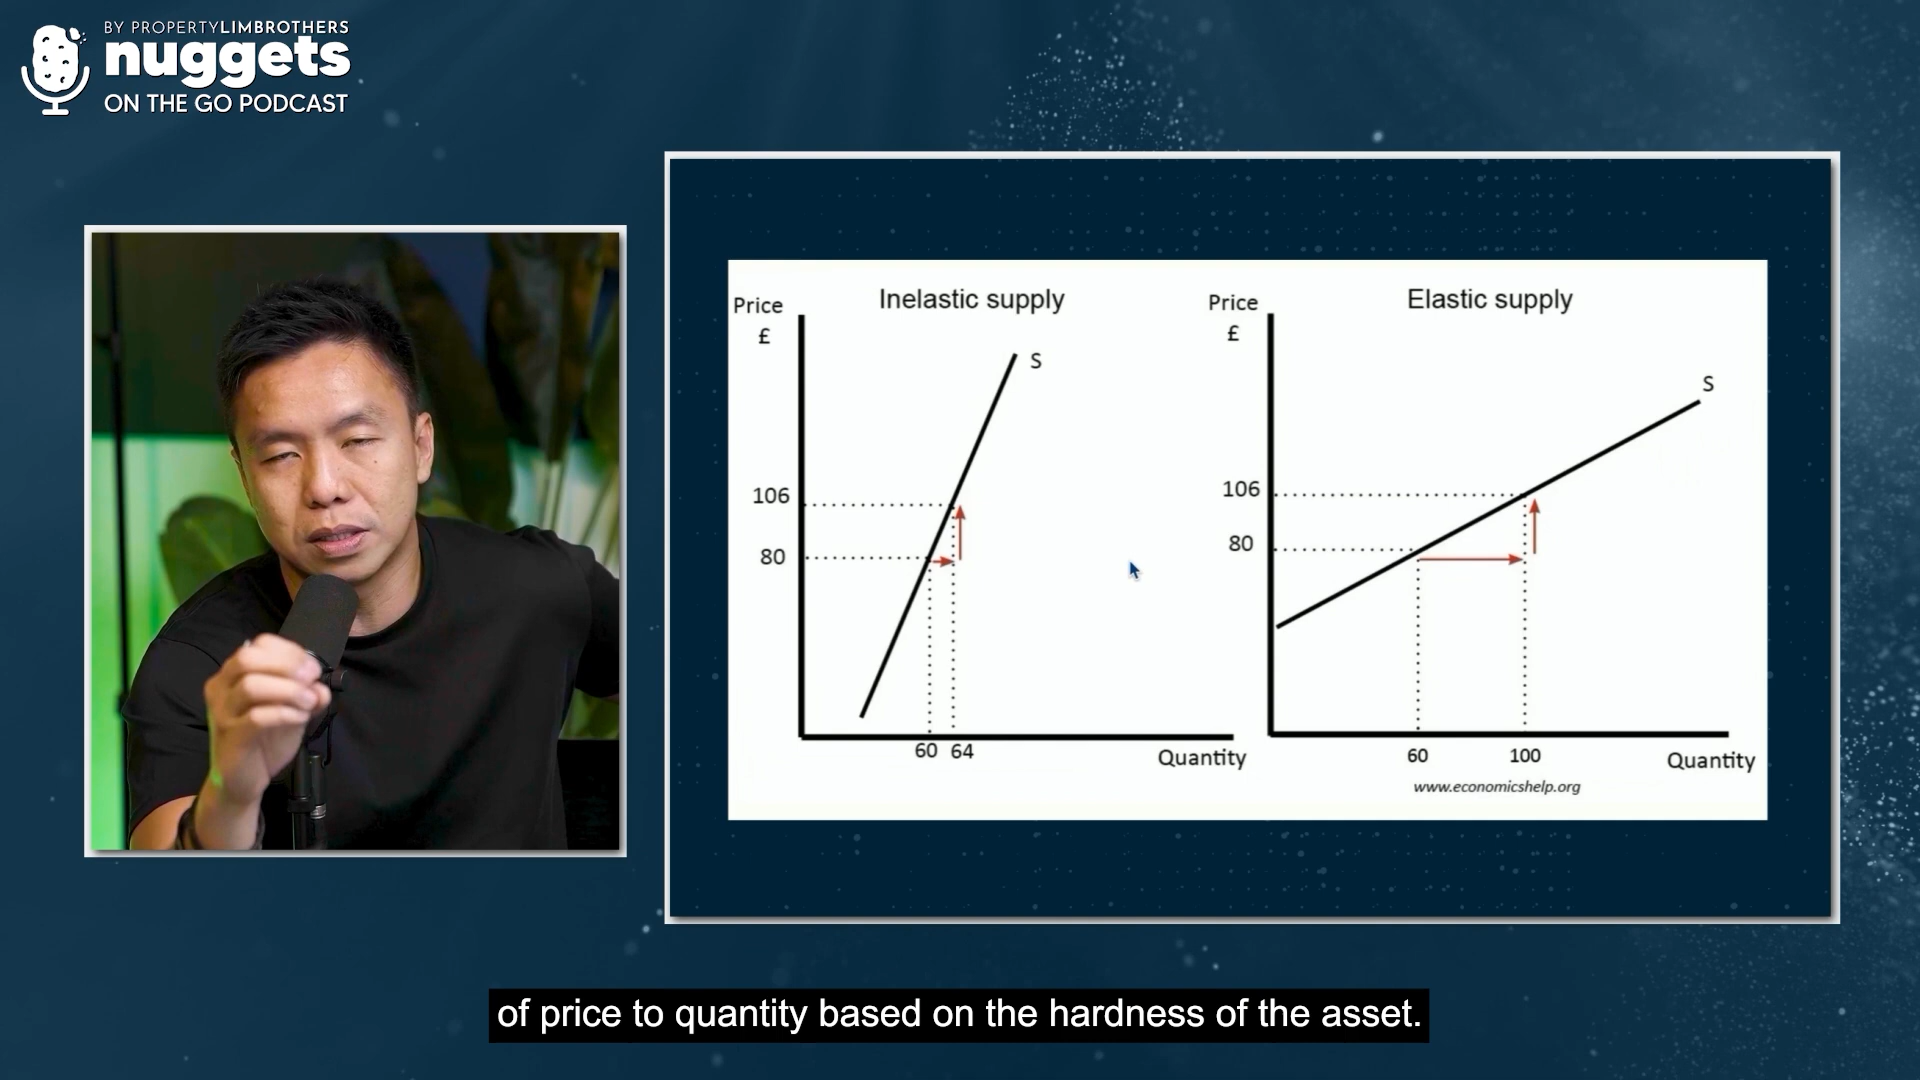 BY PROPERTYLIMBROTHERS
nuggets
ON THE GO PODCAST
Price
£
Inelastic supply
S
106
80
60 64
Quantity
Price
£
Elastic supply
S
106
80
60
100
Quantity
www.economicshelp.org
of price to quantity based on the hardness of the asset.